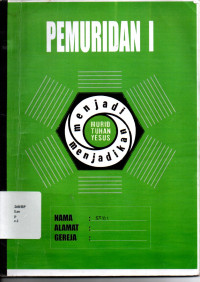 PEMURIDAN I
menjadi
MURID
TUHAN
YESUS
menjadikan
NAMA :
ALAMAT :
GEREJA :